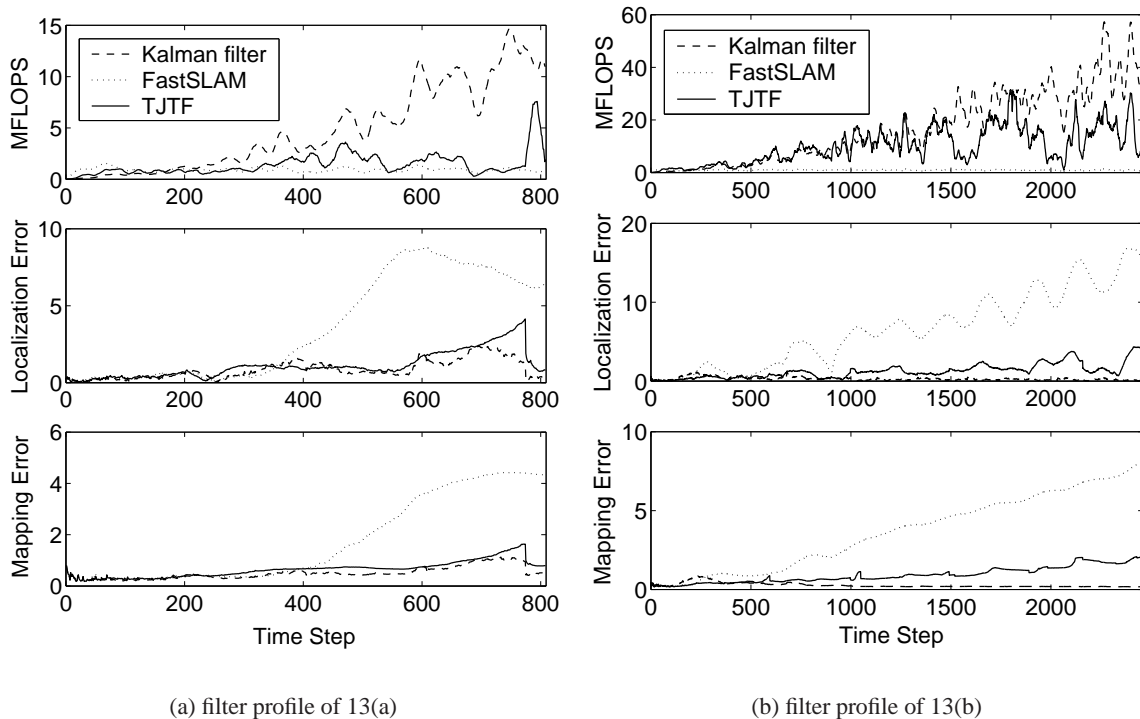 MFLOPS
15
10
5
0
Kalman filter
FastSLAM
TJTF
0 200 400 600 800
Localization Error
10
5
0
0 200 400 600 800
Mapping Error
6
4
2
0
0 200 400 600 800
Time Step
(a) filter profile of 13(a)
MFLOPS
60
40
20
0
Kalman filter
FastSLAM
TJTF
0 500 1000 1500 2000
Localization Error
20
10
0
0 500 1000 1500 2000
Mapping Error
10
5
0
0 500 1000 1500 2000
Time Step
(b) filter profile of 13(b)